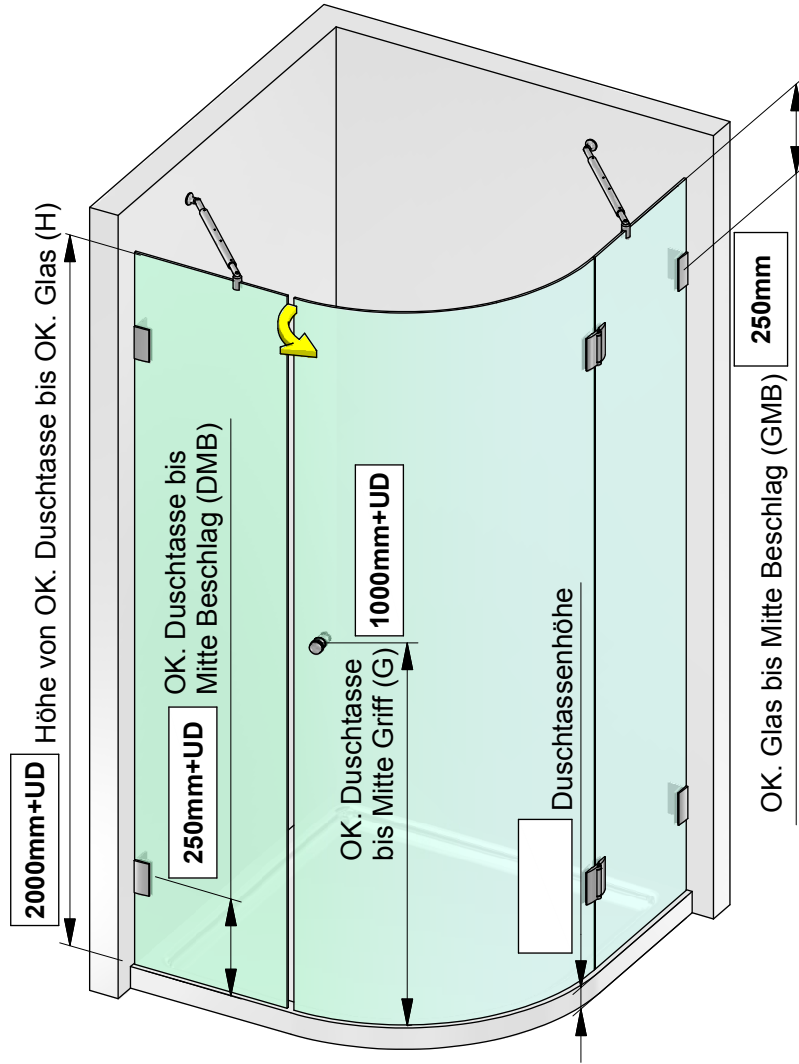 2000mm+UD
Höhe von OK. Duschtasse bis OK. Glas (H)
OK. Duschtasse bis
Mitte Beschlag (DMB)
250mm+UD
OK. Duschtasse
bis Mitte Griff (G)
1000mm+UD
Duschtassenhöhe
OK. Glas bis Mitte Beschlag (GMB)
250mm